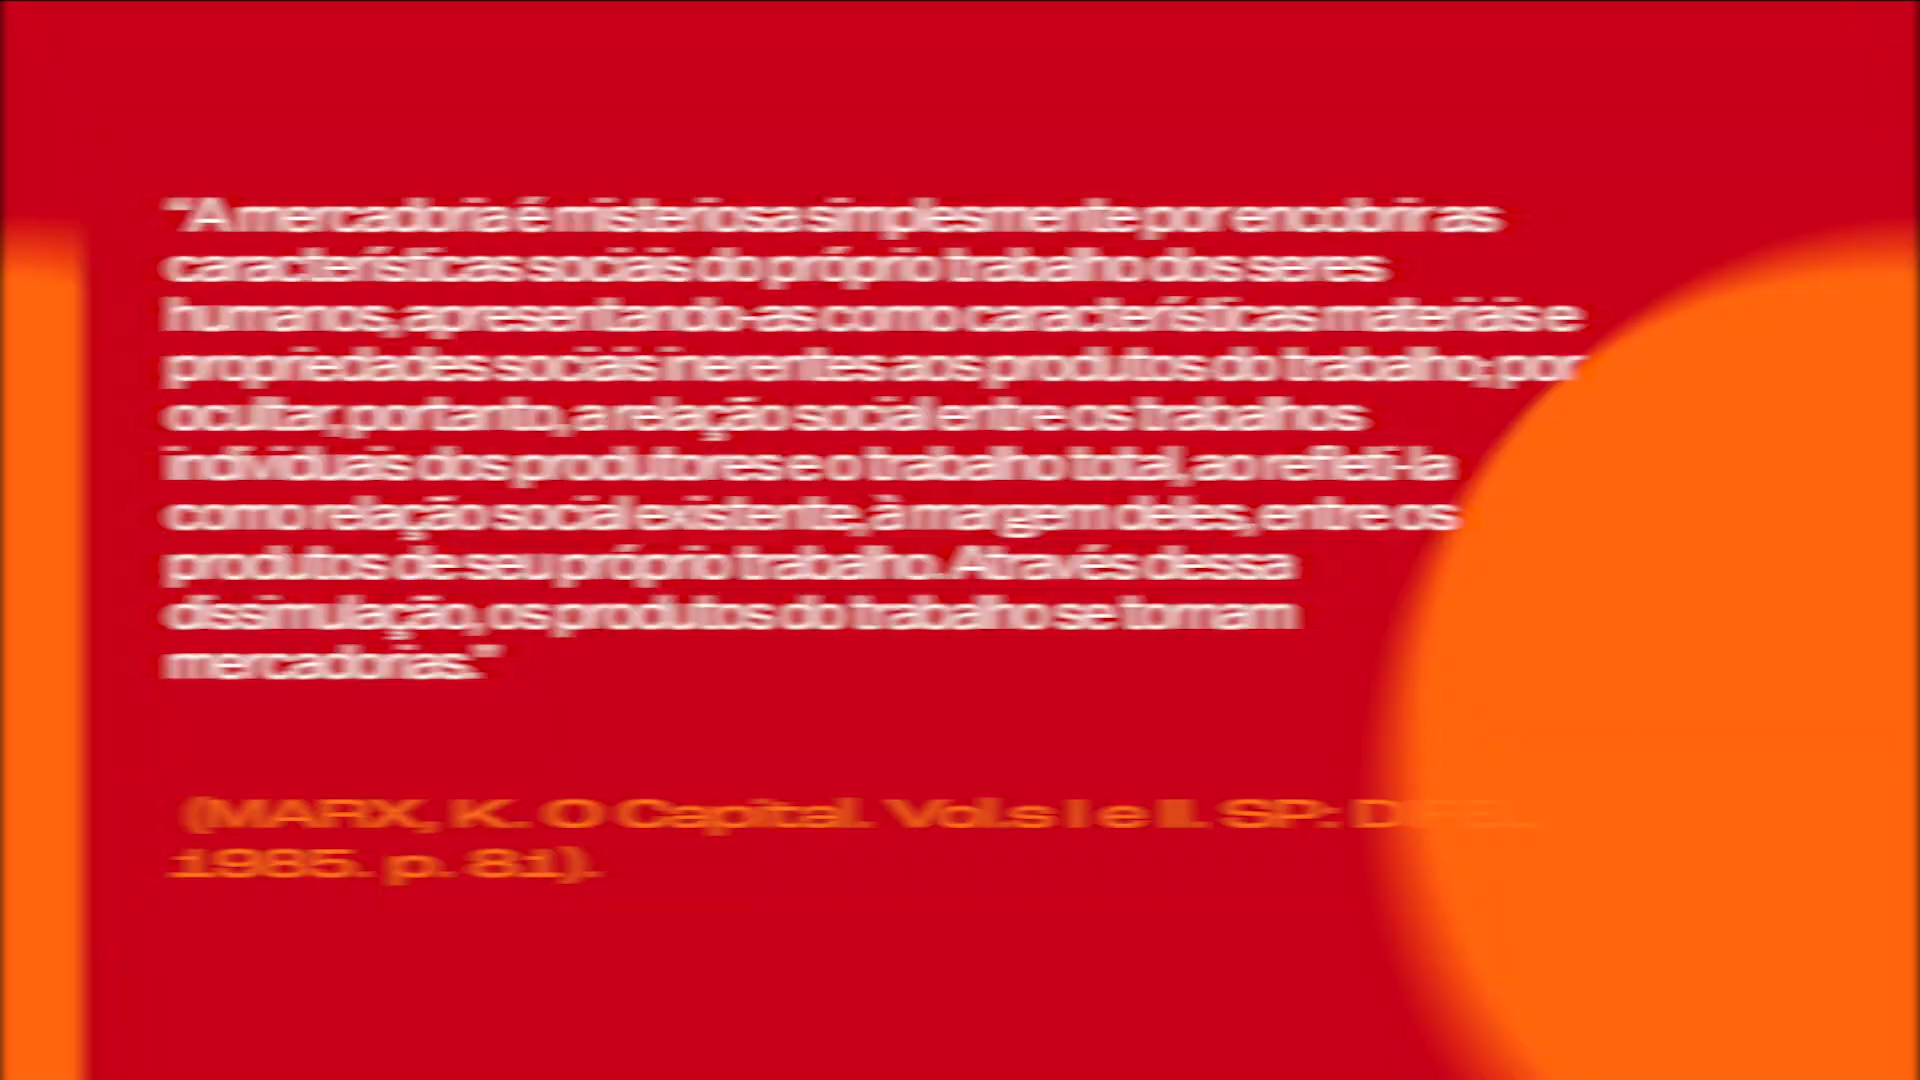 "A mercadoria é misteriosa simplesmente por encobrir as
características sociais do próprio trabalho dos seres
humanos, apresentando-as como características materiais e
propriedades sociais inerentes aos produtos do trabalho; por
ocultar, portanto, a relação social entre os trabalhos
individuais dos produtores e o trabalho total, ao refleti-la
como relação social existente, à margem deles, entre os
produtos de seu próprio trabalho. Através dessa
dissimulação, os produtos do trabalho se tornam
mercadorias."
(MARX, K. O Capital. Vol.s I e II. SP: DIFEL.
1985. p. 81).